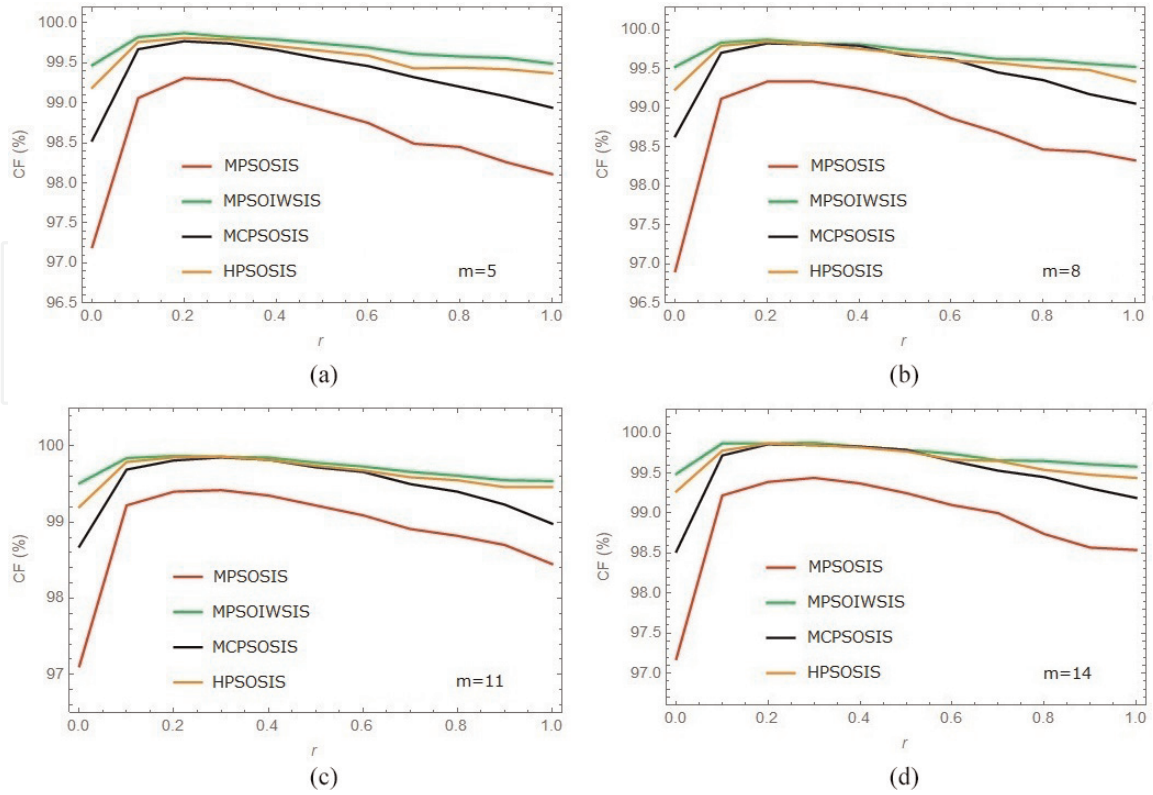 100.0
99.5
99.0
98.5
98.0
97.5
97.0
96.5
CF (%)
MPSOSIS
MPSOIWSIS
MCPSOSIS
HPSOSIS
m=5
0.0 0.2 0.4 0.6 0.8 1.0
r
(a)
100.0
99.5
99.0
98.5
98.0
97.5
97.0
96.5
CF (%)
MPSOSIS
MPSOIWSIS
MCPSOSIS
HPSOSIS
m=8
0.0 0.2 0.4 0.6 0.8 1.0
r
(b)
100
99
98
97
CF (%)
MPSOSIS
MPSOIWSIS
MCPSOSIS
HPSOSIS
m=11
0.0 0.2 0.4 0.6 0.8 1.0
r
(c)
100.0
99.5
99.0
98.5
98.0
97.5
97.0
CF (%)
MPSOSIS
MPSOIWSIS
MCPSOSIS
HPSOSIS
m=14
0.0 0.2 0.4 0.6 0.8 1.0
r
(d)